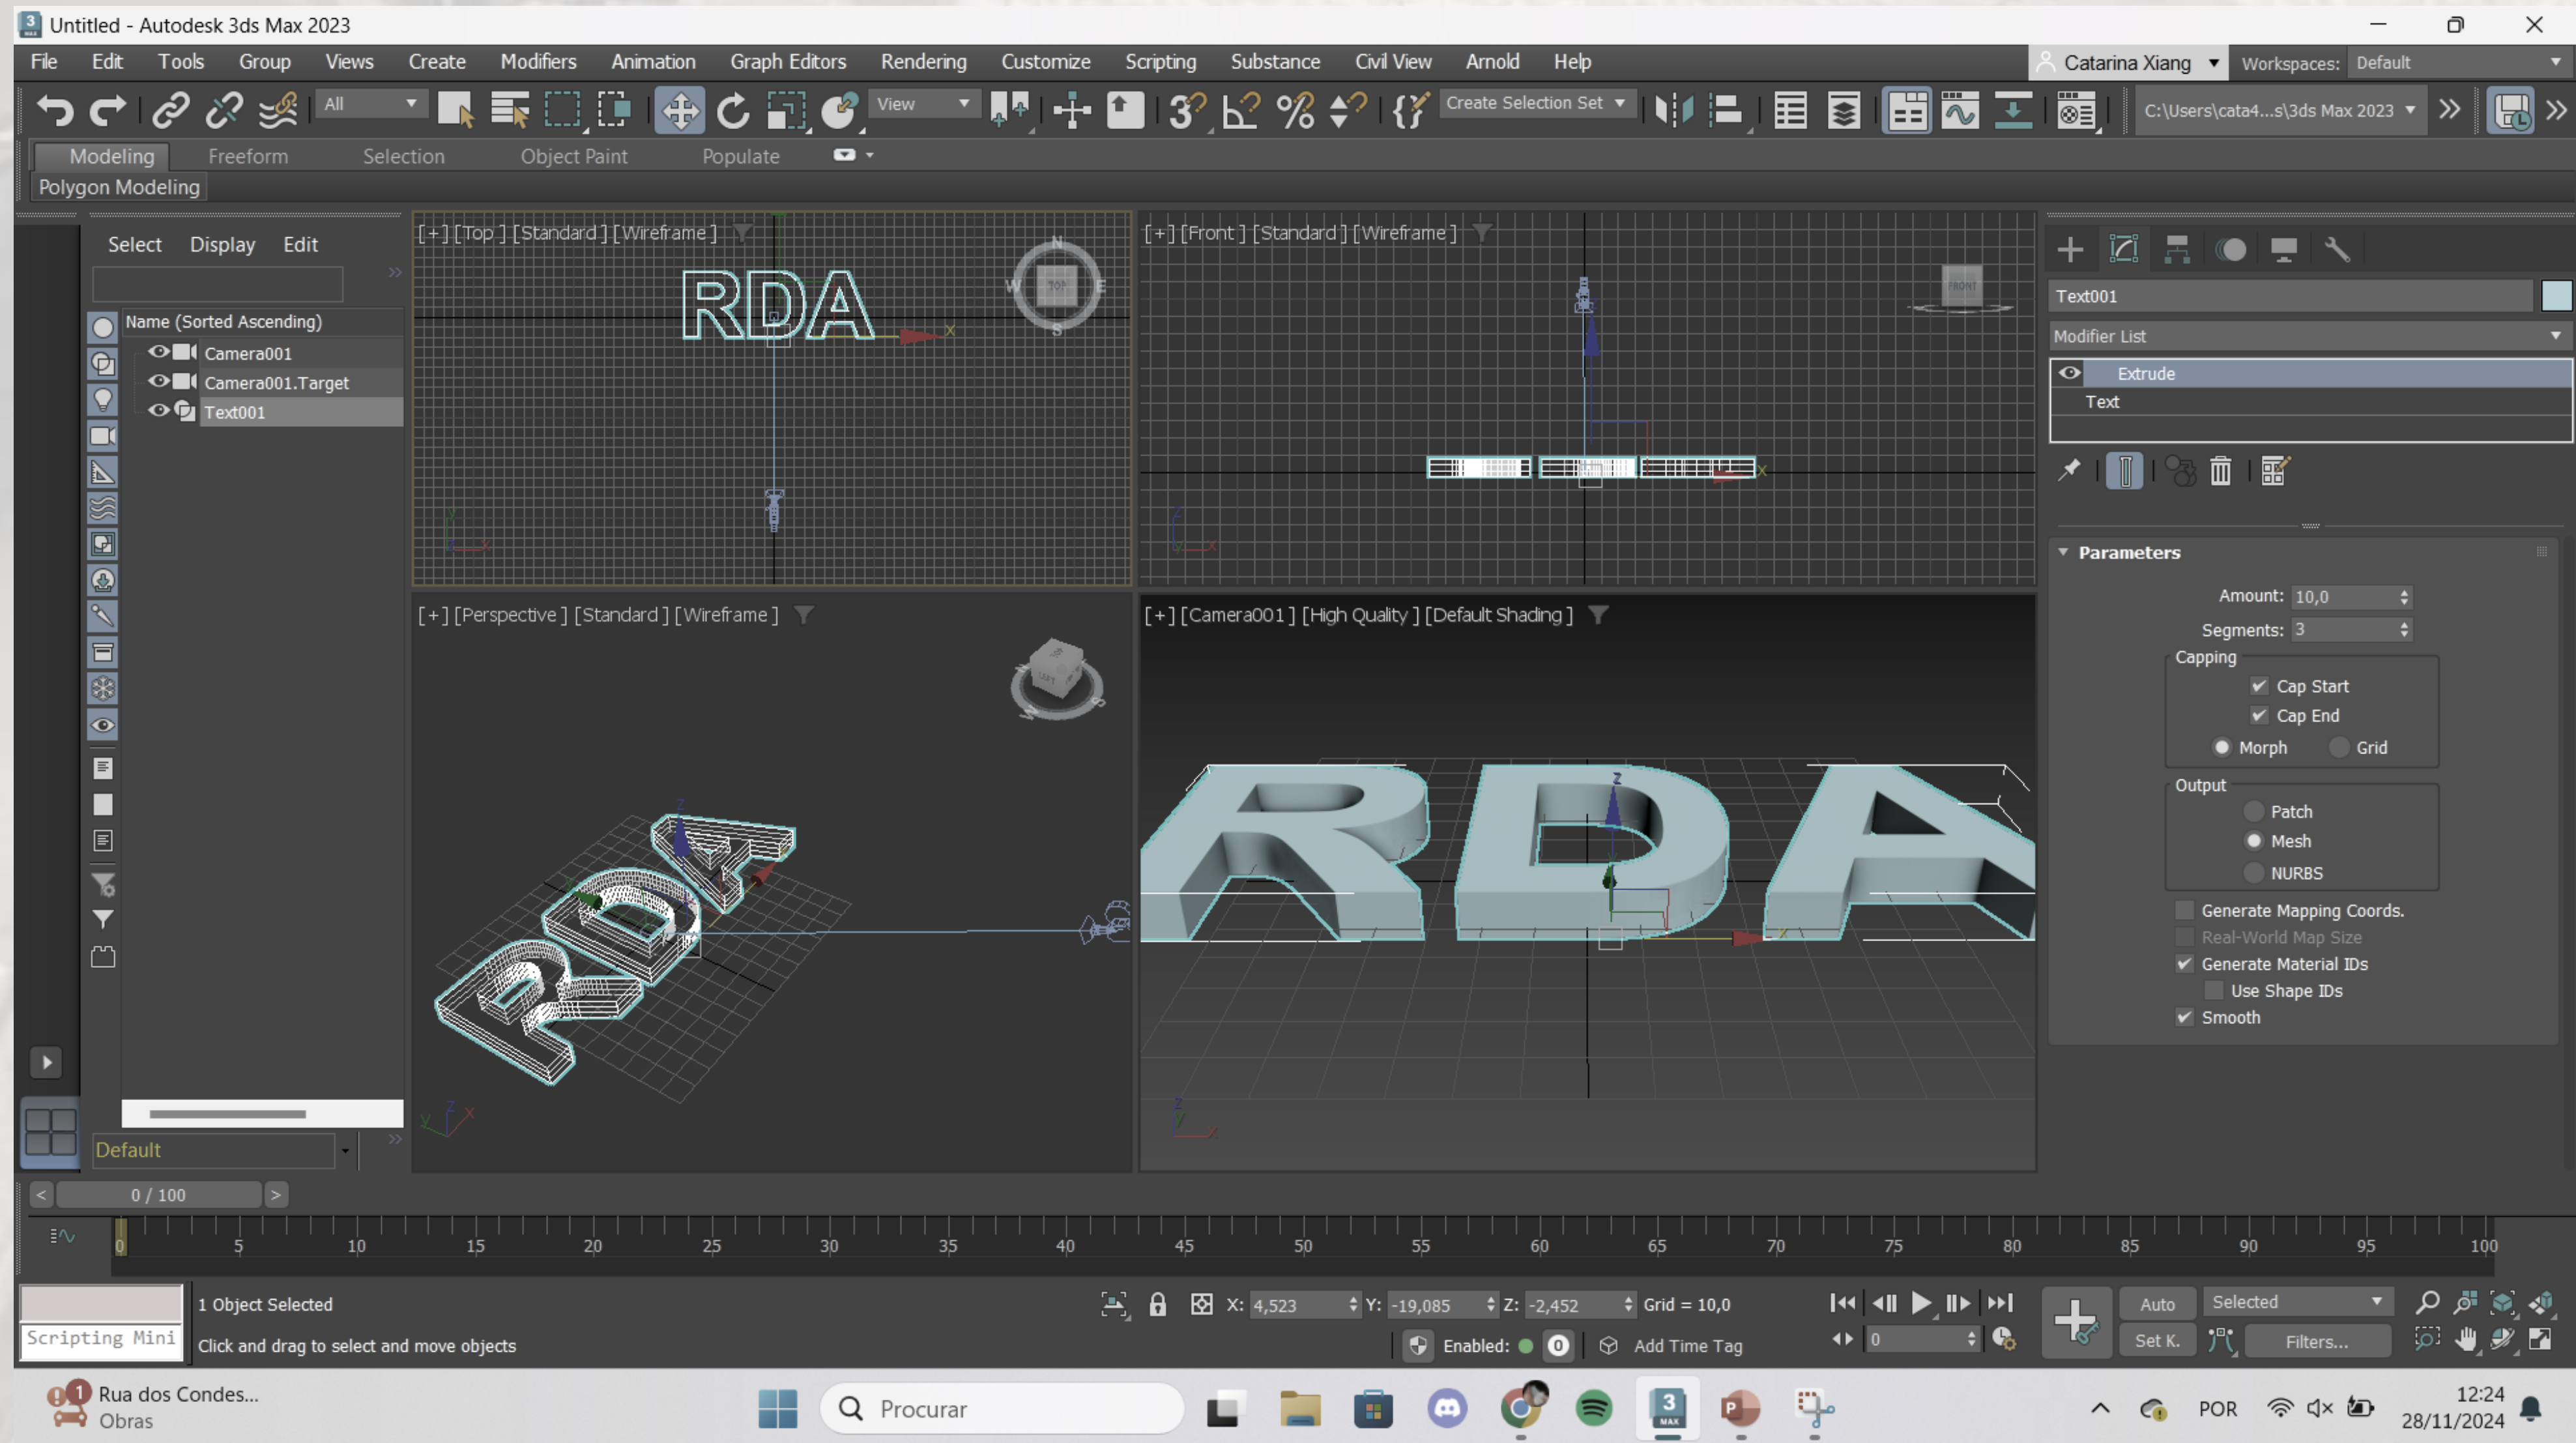 Untitled - Autodesk 3ds Max 2023
File Edit Tools Group Views Create Modifiers Animation Graph Editors Rendering Customize Scripting Substance Civil View Arnold Help Catarina Xiang Workspaces: Default
All View Create Selection Set C:\Users\cata4...s\3ds Max 2023
Modeling Freeform Selection Object Paint Populate
Polygon Modeling
Select Display Edit
Name (Sorted Ascending)
Camera001
Camera001.Target
Text001
Default
[+] [Top ] [Standard ] [Wireframe ]
RDA
N
W TOP E
S
x
y
x
[+] [Front ] [Standard ] [Wireframe ]
FRONT
x
z
y x
[+] [Perspective ] [Standard ] [Wireframe ]
RDA
z
y z x
[+] [Camera001 ] [High Quality ] [Default Shading ]
RDA
z
x
z
y
x
Text001
Modifier List
Extrude
Text
Parameters
Amount: 10,0
Segments: 3
Capping
Cap Start
Cap End
Morph Grid
Output
Patch
Mesh
NURBS
Generate Mapping Coords.
Real-World Map Size
Generate Material IDs
Use Shape IDs
Smooth
< 0 / 100 >
0 5 10 15 20 25 30 35 40 45 50 55 60 65 70 75 80 85 90 95 100
1 Object Selected X: 4,523 Y: -19,085 Z: -2,452 Grid = 10,0 Auto Selected
Scripting Mini Click and drag to select and move objects Enabled: 0 Add Time Tag 0 Set K. Filters...
1 Rua dos Condes...
Obras
Procurar
3
MAX
P
POR
12:24
28/11/2024